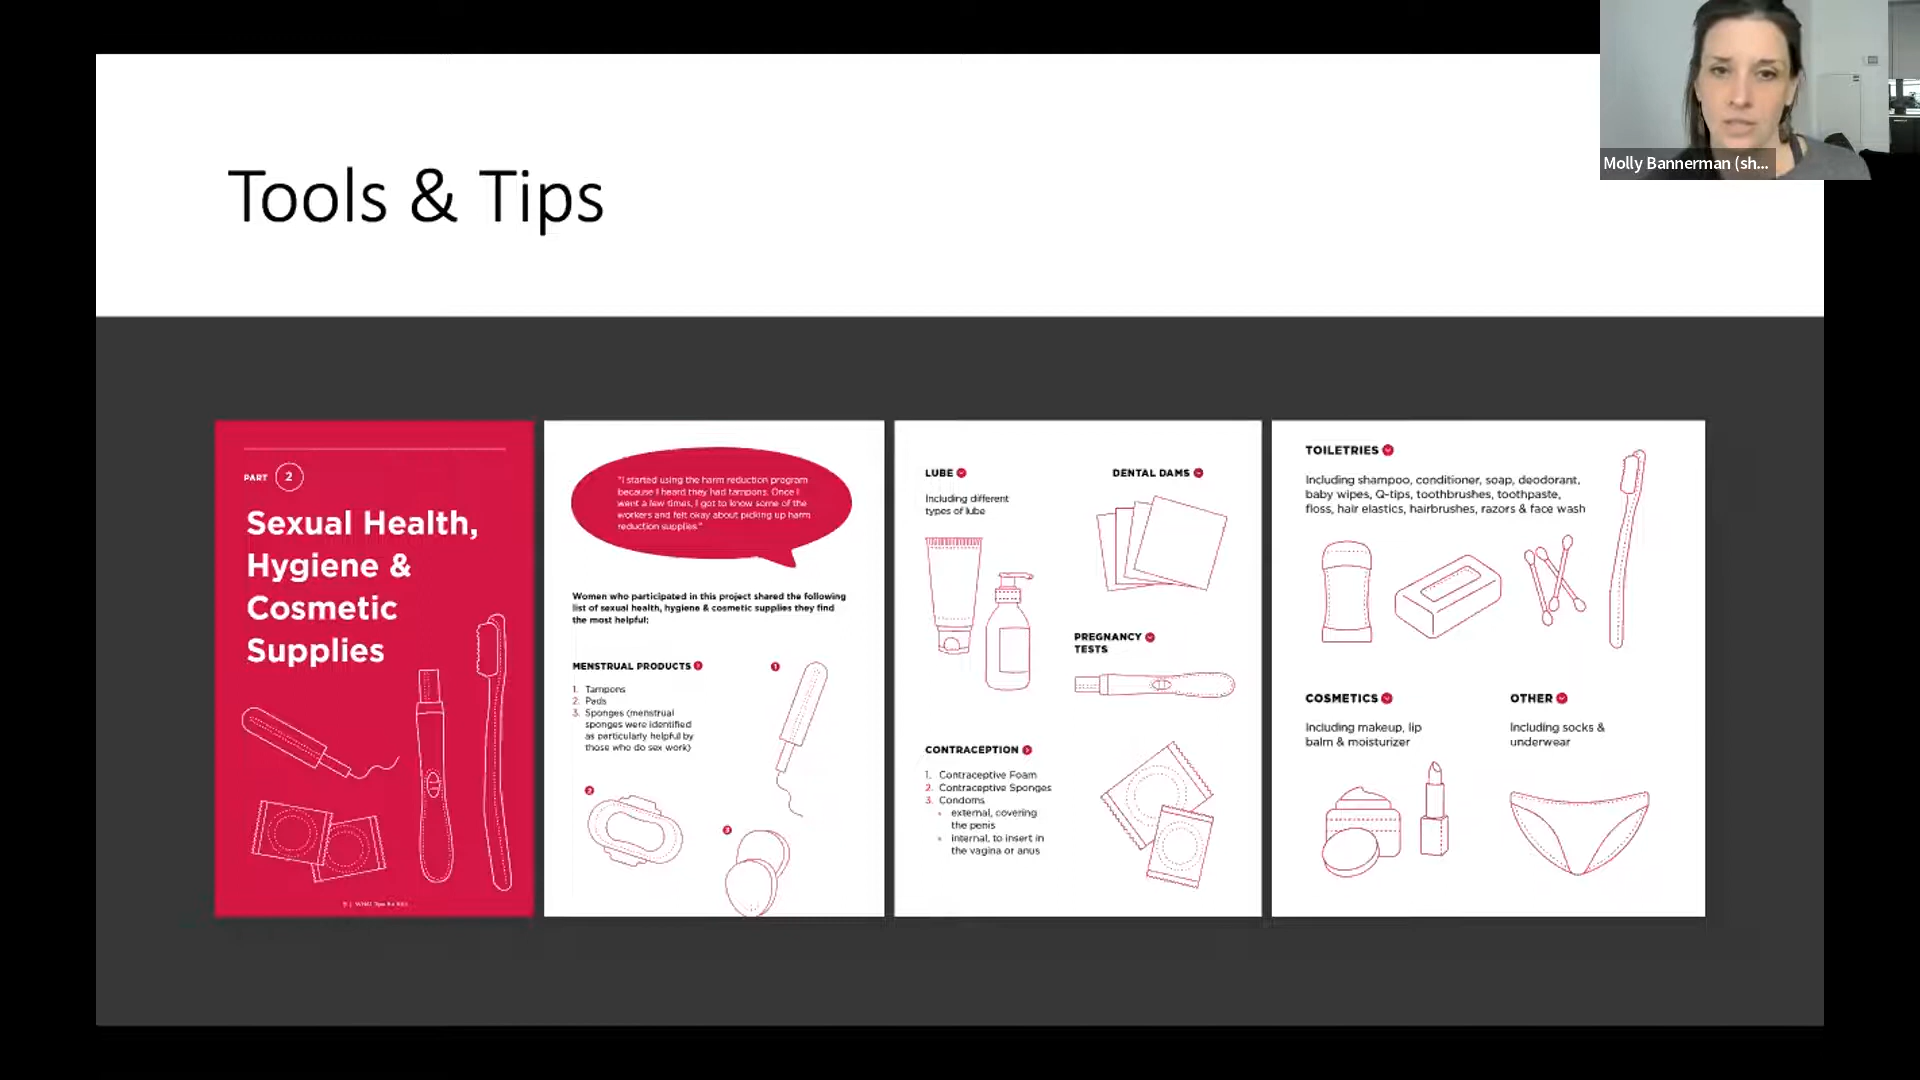 Molly Bannerman (sh...
Tools & Tips
PART 2
Sexual Health,
Hygiene &
Cosmetic
Supplies
"I started using the harm reduction program
because I heard they had tampons. Once I
went a few times, I got to know some of the
workers and felt okay about picking up harm
reduction supplies."
Women who participated in this project shared the following
list of sexual health, hygiene & cosmetic supplies they find
the most helpful:
MENSTRUAL PRODUCTS
1. Tampons
2. Pads
3. Sponges (menstrual
sponges were identified
as particularly helpful by
those who do sex work)
1
2
3
LUBE
Including different
types of lube
DENTAL DAMS
PREGNANCY
TESTS
CONTRACEPTION
1. Contraceptive Foam
2. Contraceptive Sponges
3. Condoms
◦ external, covering
the penis
◦ internal, to insert in
the vagina or anus
TOILETRIES
Including shampoo, conditioner, soap, deodorant,
baby wipes, Q-tips, toothbrushes, toothpaste,
floss, hair elastics, hairbrushes, razors & face wash
COSMETICS
Including makeup, lip
balm & moisturizer
OTHER
Including socks &
underwear